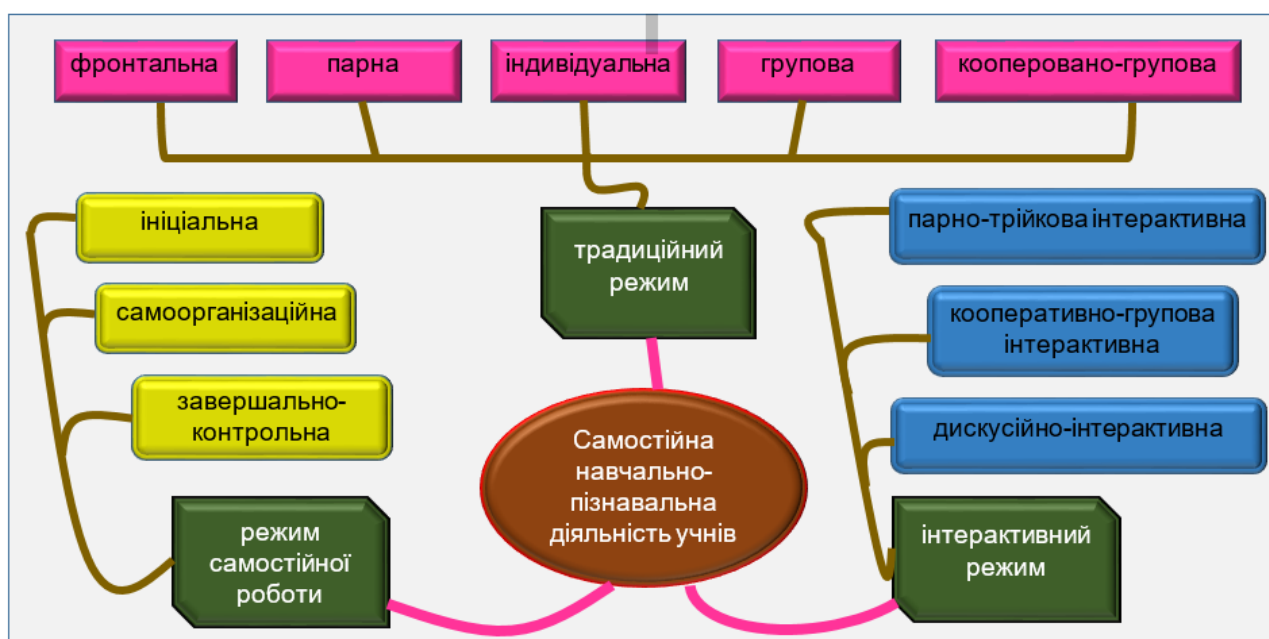 фронтальна
парна
індивідуальна
групова
кооперовано-групова
ініціальна
самоорганізаційна
завершально-
контрольна
режим
самостійної
роботи
традиційний
режим
Самостійна
навчально-
пізнавальна
діяльність учнів
парно-трійкова інтерактивна
кооперативно-групова
інтерактивна
дискусійно-інтерактивна
інтерактивний
режим